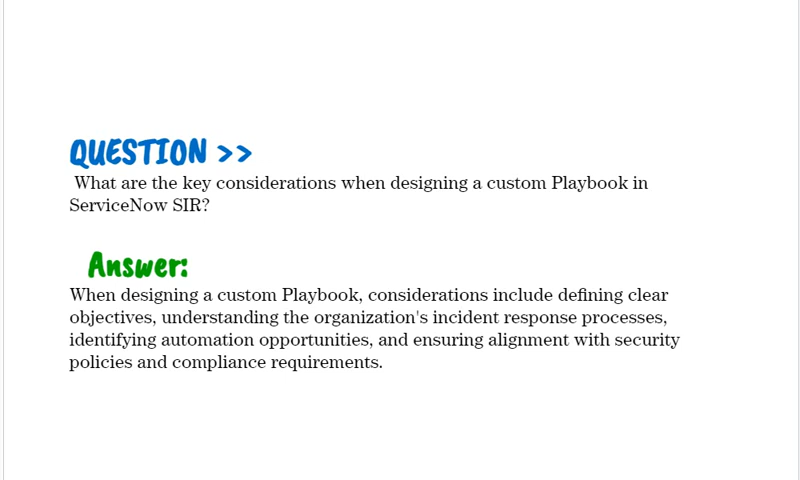 QUESTION >>
What are the key considerations when designing a custom Playbook in
ServiceNow SIR?
Answer:
When designing a custom Playbook, considerations include defining clear
objectives, understanding the organization's incident response processes,
identifying automation opportunities, and ensuring alignment with security
policies and compliance requirements.